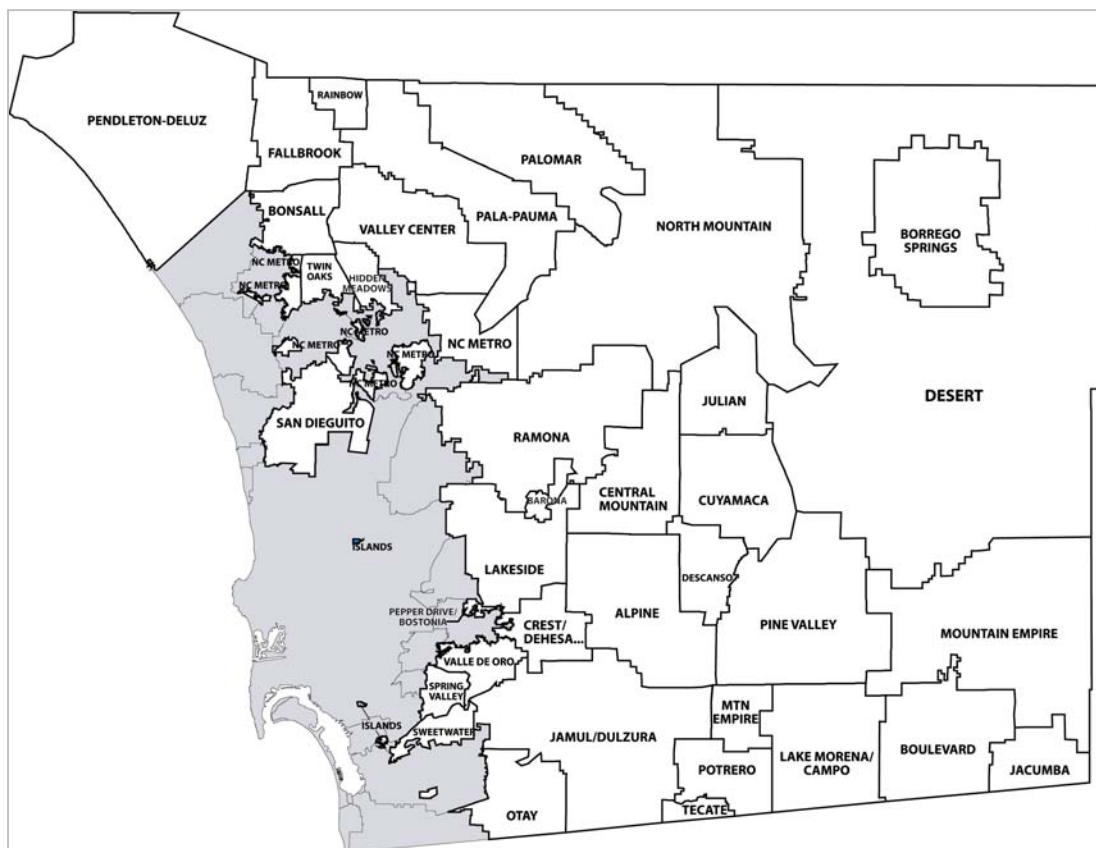 RAINBOW
PENDLETON-DELUZ
FALLBROOK
PALOMAR
BONSALL
PALA-PAUMA
VALLEY CENTER
NORTH MOUNTAIN
BORREGO
SPRINGS
NC METRO
TWIN
OAKS
HIDDEN
MEADOWS
NC METRO
NC METRO
NC METRO
NC METRO
NC METRO
NC METRO
DESERT
JULIAN
SAN DIEGUITO
RAMONA
BARONA
CENTRAL
MOUNTAIN
CUYAMACA
ISLANDS
LAKESIDE
DESCANSO
PEPPER DRIVE/
BOSTONIA
CREST/
DEHESA...
ALPINE
PINE VALLEY
MOUNTAIN EMPIRE
VALLE DE ORO
SPRING
VALLEY
ISLANDS
SWEETWATER
JAMUL/DULZURA
MTN
EMPIRE
LAKE MORENA/
CAMPO
BOULEVARD
POTRERO
JACUMBA
OTAY
TECATE